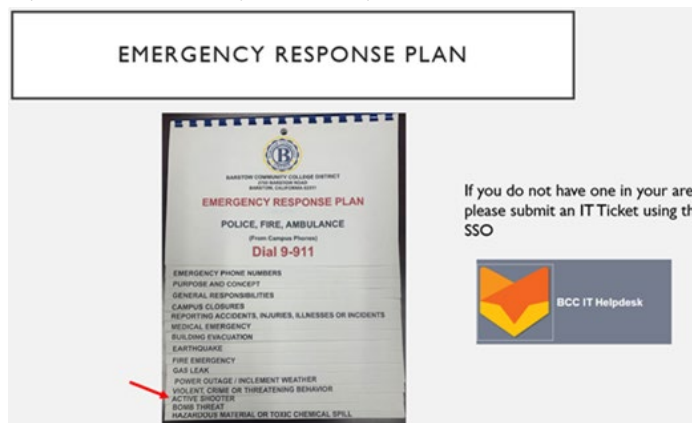 EMERGENCY RESPONSE PLAN
B
BARSTOW COMMUNITY COLLEGE DISTRICT
2700 BARSTOW ROAD
BARSTOW, CALIFORNIA 92311
EMERGENCY RESPONSE PLAN
POLICE, FIRE, AMBULANCE
(From Campus Phones)
Dial 9-911
EMERGENCY PHONE NUMBERS
PURPOSE AND CONCEPT
GENERAL RESPONSIBILITIES
CAMPUS CLOSURES
REPORTING ACCIDENTS, INJURIES, ILLNESSES OR INCIDENTS
MEDICAL EMERGENCY
BUILDING EVACUATION
EARTHQUAKE
FIRE EMERGENCY
GAS LEAK
POWER OUTAGE / INCLEMENT WEATHER
VIOLENT, CRIME OR THREATENING BEHAVIOR
ACTIVE SHOOTER
BOMB THREAT
HAZARDOUS MATERIAL OR TOXIC CHEMICAL SPILL
If you do not have one in your are
please submit an IT Ticket using th
SSO
BCC IT Helpdesk